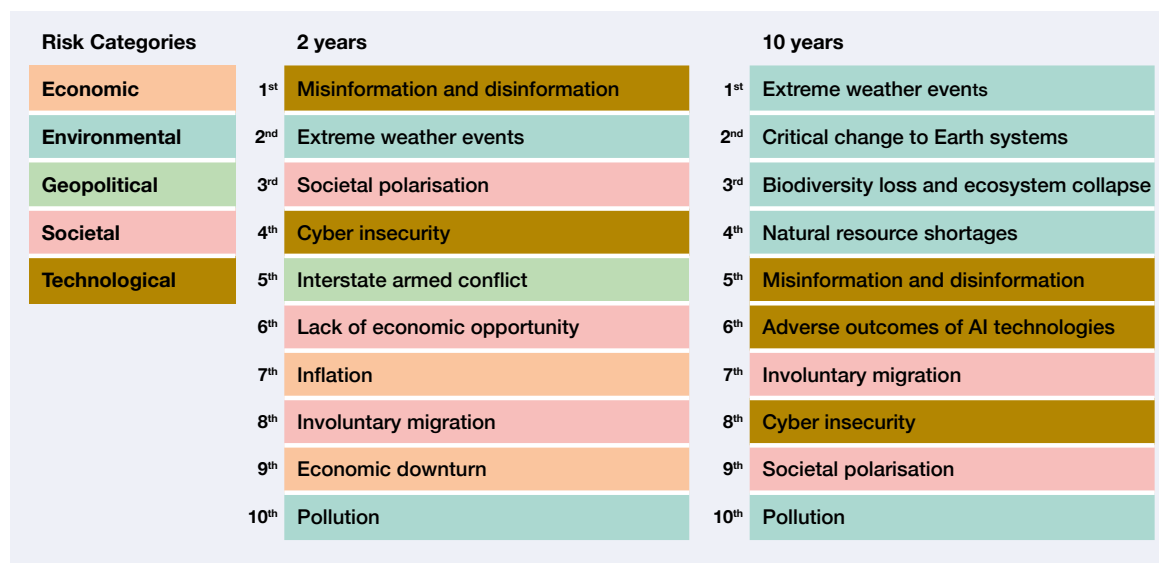 Risk Categories
Economic
Environmental
Geopolitical
Societal
Technological
2 years
1st Misinformation and disinformation
2nd Extreme weather events
3rd Societal polarisation
4th Cyber insecurity
5th Interstate armed conflict
6th Lack of economic opportunity
7th Inflation
8th Involuntary migration
9th Economic downturn
10th Pollution
10 years
1st Extreme weather events
2nd Critical change to Earth systems
3rd Biodiversity loss and ecosystem collapse
4th Natural resource shortages
5th Misinformation and disinformation
6th Adverse outcomes of AI technologies
7th Involuntary migration
8th Cyber insecurity
9th Societal polarisation
10th Pollution